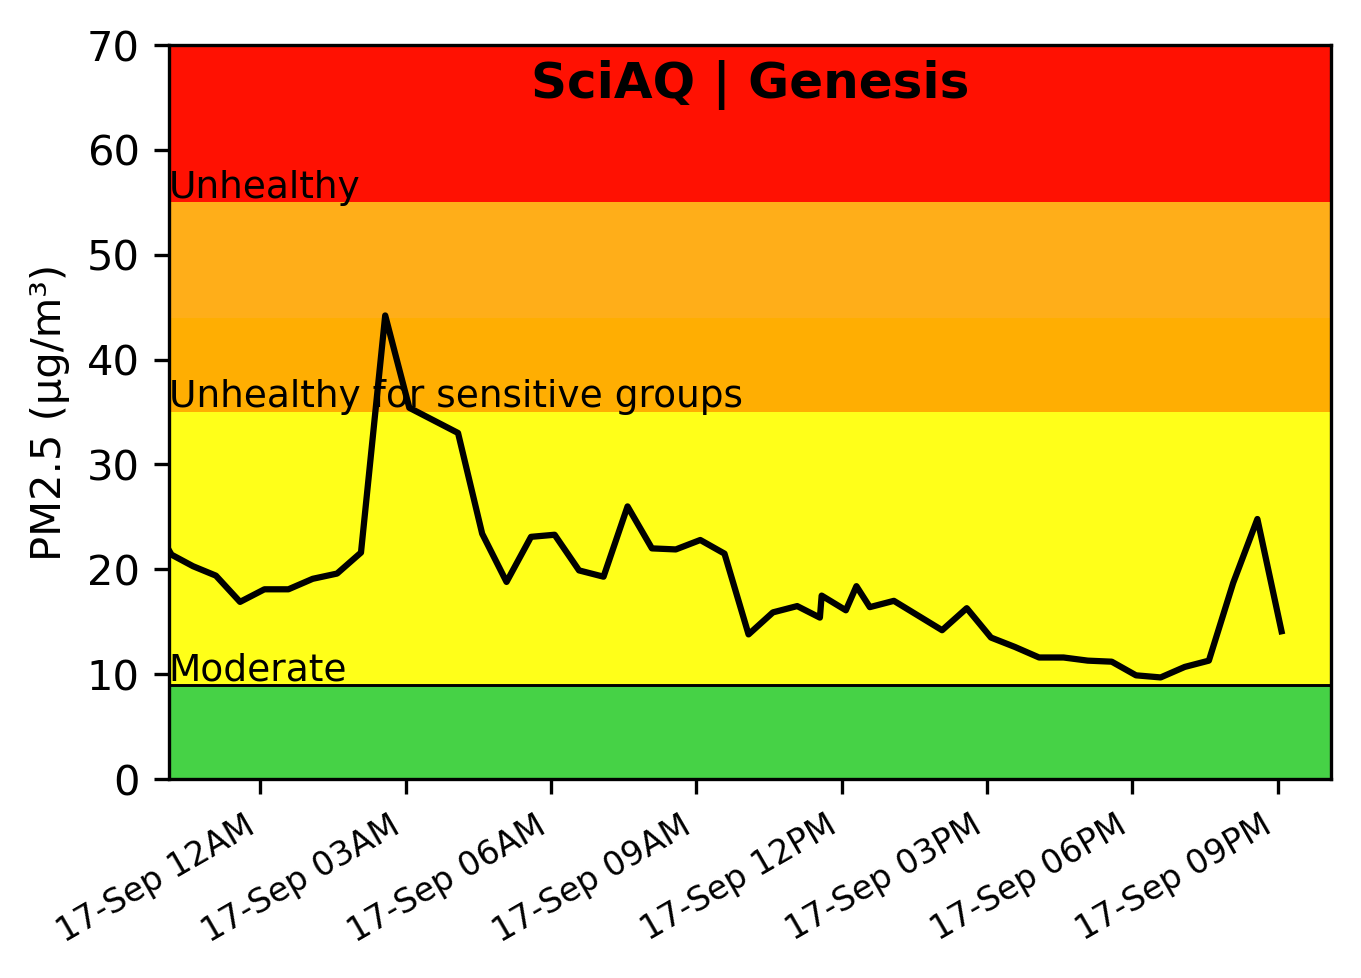 SciAQ | Genesis
PM2.5 (µg/m³)
70
60
50
40
30
20
10
0
Unhealthy
Unhealthy for sensitive groups
Moderate
17-Sep 12AM
17-Sep 03AM
17-Sep 06AM
17-Sep 09AM
17-Sep 12PM
17-Sep 03PM
17-Sep 06PM
17-Sep 09PM